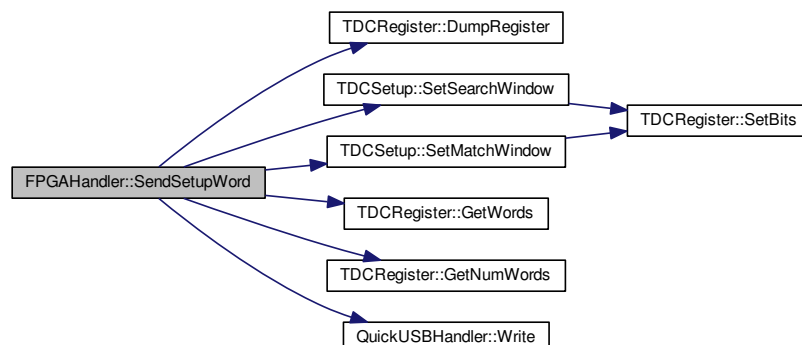 TDCRegister::DumpRegister
TDCSetup::SetSearchWindow
TDCRegister::SetBits
TDCSetup::SetMatchWindow
FPGAHandler::SendSetupWord
TDCRegister::GetWords
TDCRegister::GetNumWords
QuickUSBHandler::Write